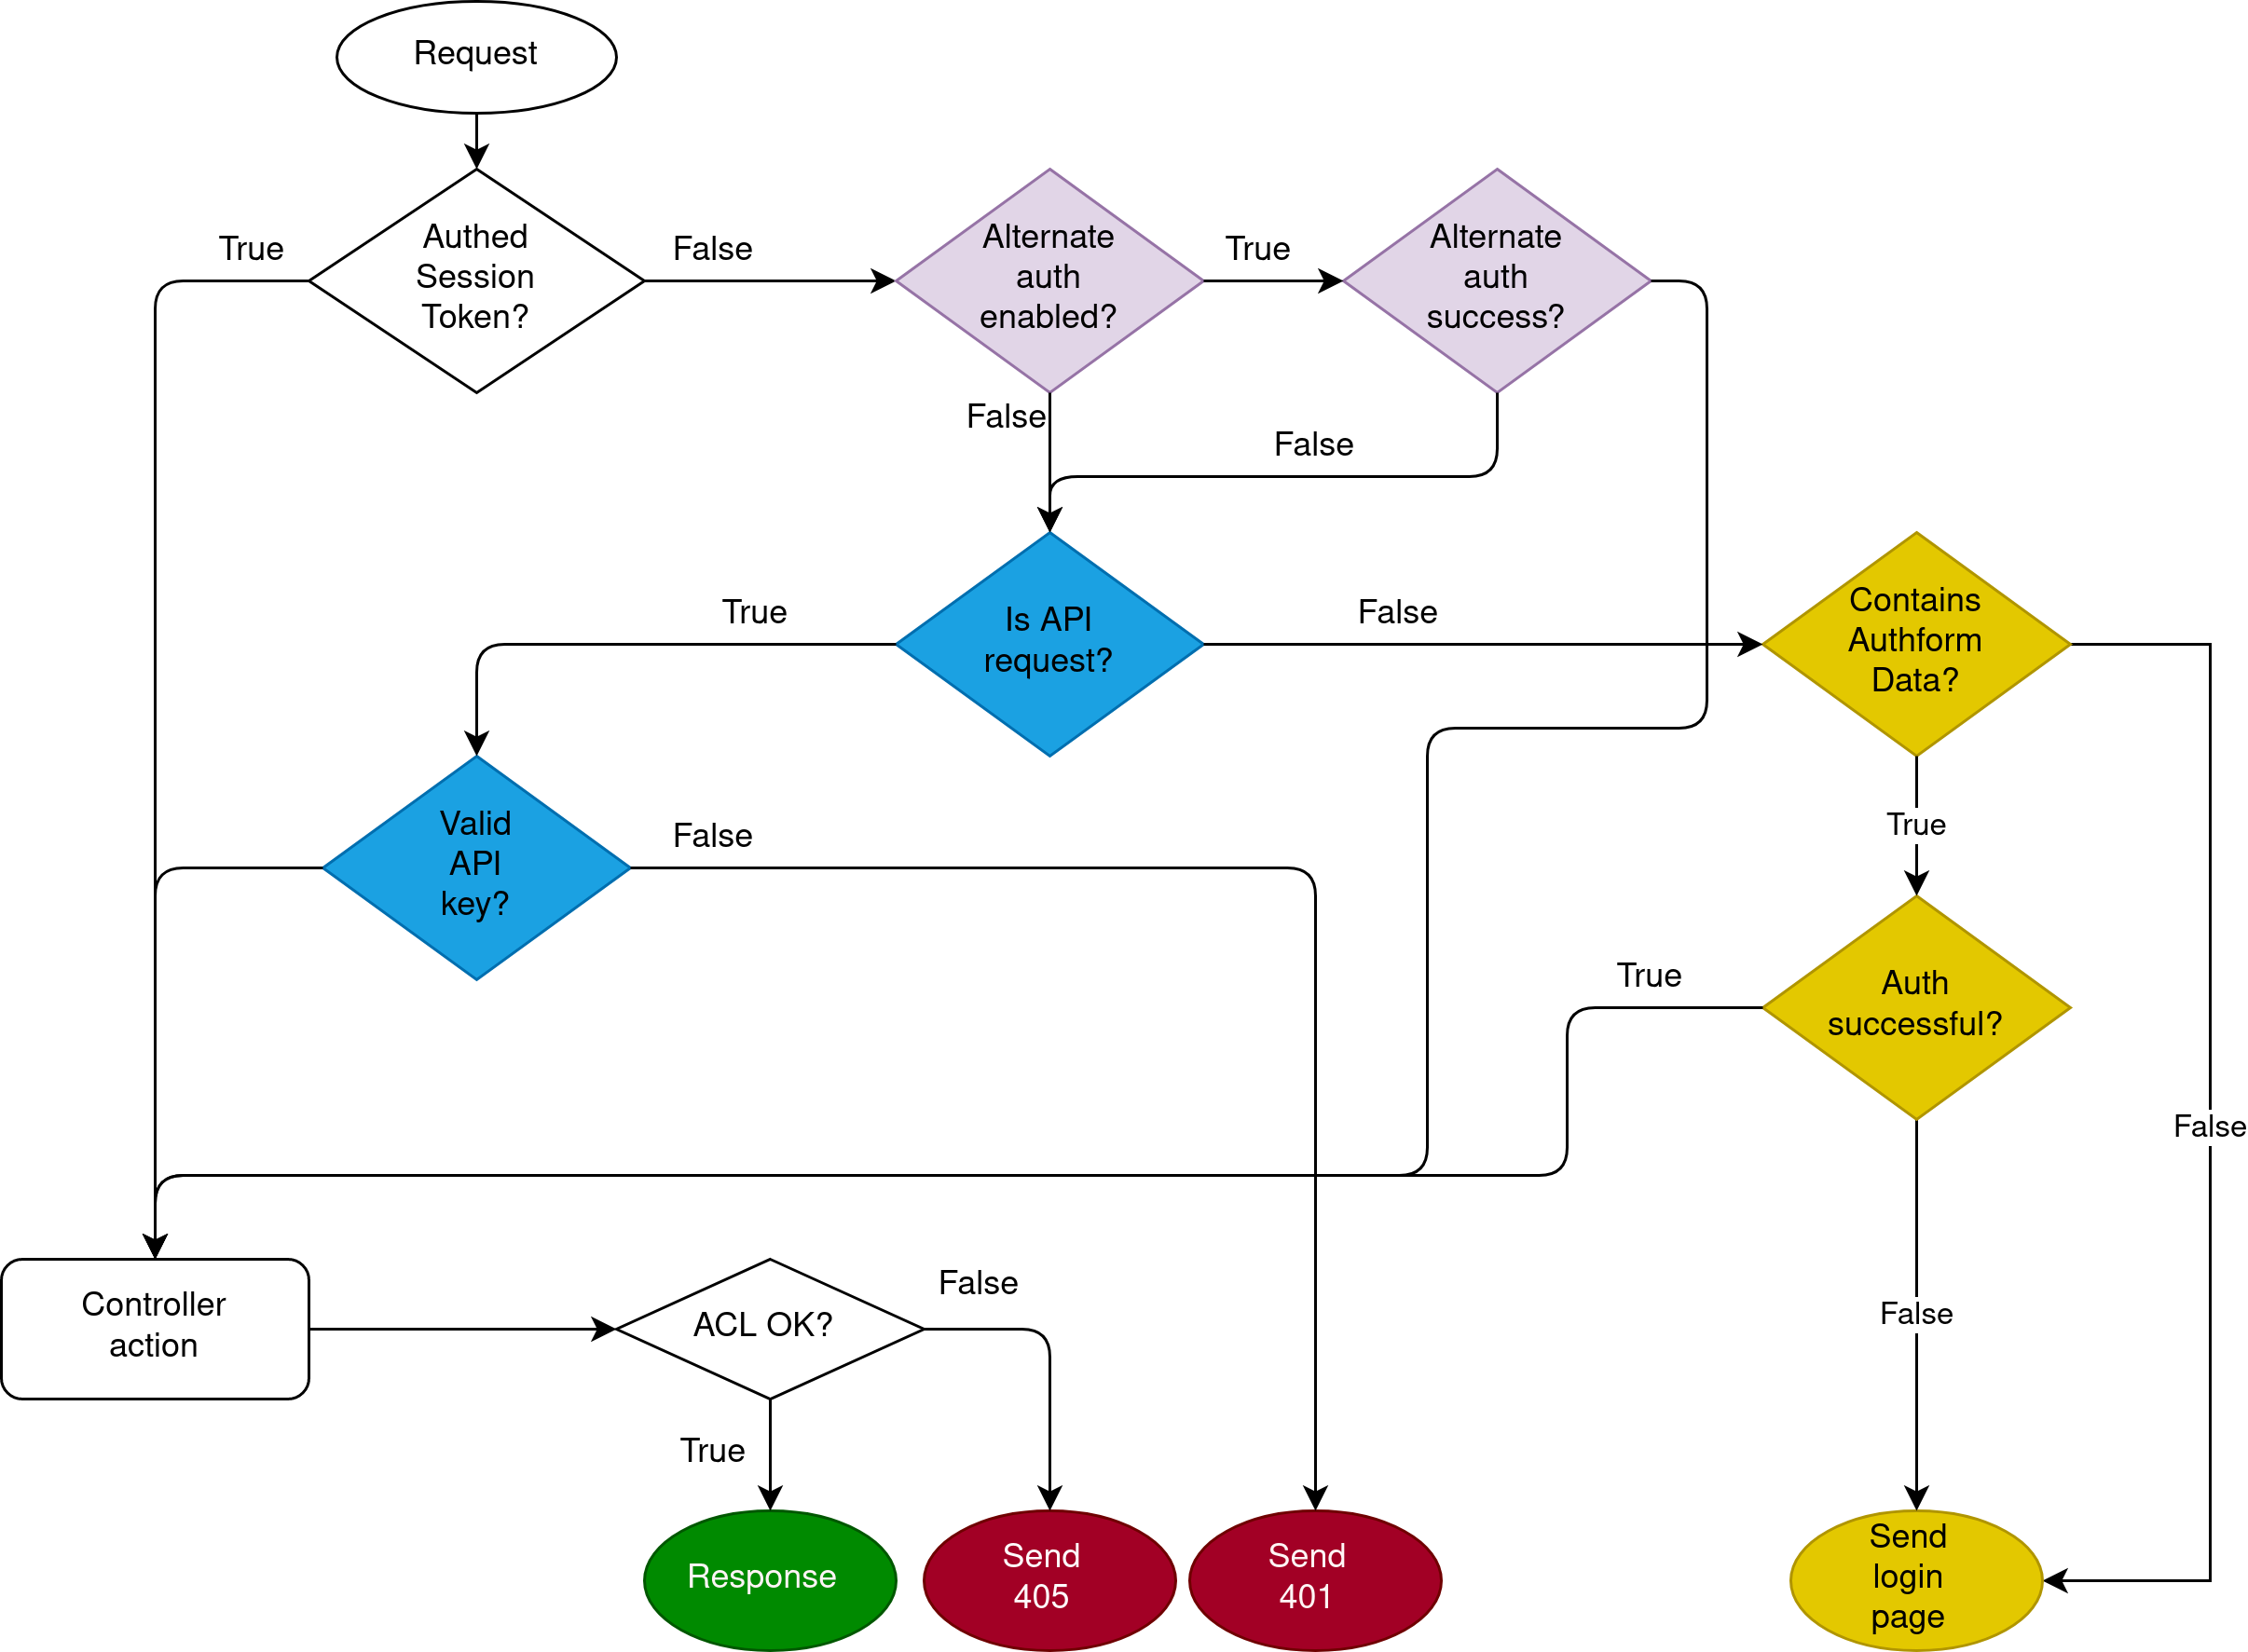 Request
True
Authed
Session
Token?
False
Alternate
auth
enabled?
True
Alternate
auth
success?
False
False
True
Is API
request?
False
Contains
Authform
Data?
Valid
API
key?
False
True
True
Auth
successful?
False
Controller
action
ACL OK?
False
False
True
Response
Send
405
Send
401
Send
login
page